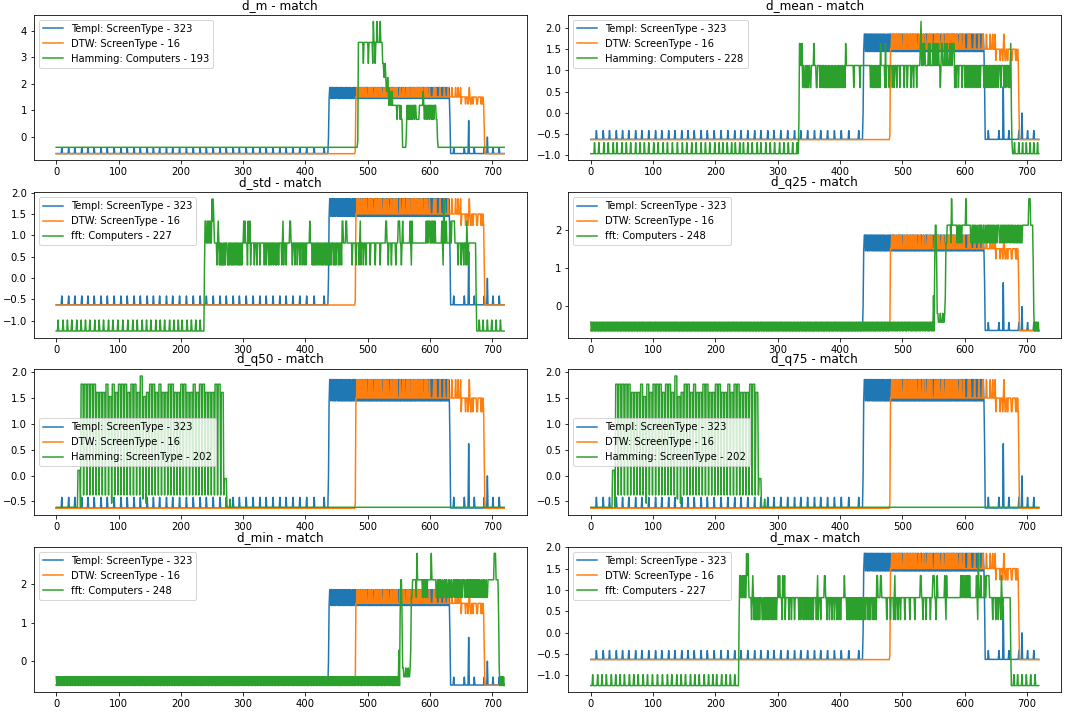 d_m - match
Templ: ScreenType - 323
DTW: ScreenType - 16
Hamming: Computers - 193
4
3
2
1
0
0 100 200 300 400 500 600 700
d_mean - match
Templ: ScreenType - 323
DTW: ScreenType - 16
Hamming: Computers - 228
2.0
1.5
1.0
0.5
0.0
−0.5
−1.0
0 100 200 300 400 500 600 700
d_std - match
Templ: ScreenType - 323
DTW: ScreenType - 16
fft: Computers - 227
2.0
1.5
1.0
0.5
0.0
−0.5
−1.0
0 100 200 300 400 500 600 700
d_q25 - match
Templ: ScreenType - 323
DTW: ScreenType - 16
fft: Computers - 248
2
1
0
0 100 200 300 400 500 600 700
d_q50 - match
Templ: ScreenType - 323
DTW: ScreenType - 16
Hamming: ScreenType - 202
2.0
1.5
1.0
0.5
0.0
−0.5
0 100 200 300 400 500 600 700
d_q75 - match
Templ: ScreenType - 323
DTW: ScreenType - 16
Hamming: ScreenType - 202
2.0
1.5
1.0
0.5
0.0
−0.5
0 100 200 300 400 500 600 700
d_min - match
Templ: ScreenType - 323
DTW: ScreenType - 16
fft: Computers - 248
2
1
0
0 100 200 300 400 500 600 700
d_max - match
Templ: ScreenType - 323
DTW: ScreenType - 16
fft: Computers - 227
2.0
1.5
1.0
0.5
0.0
−0.5
−1.0
0 100 200 300 400 500 600 700